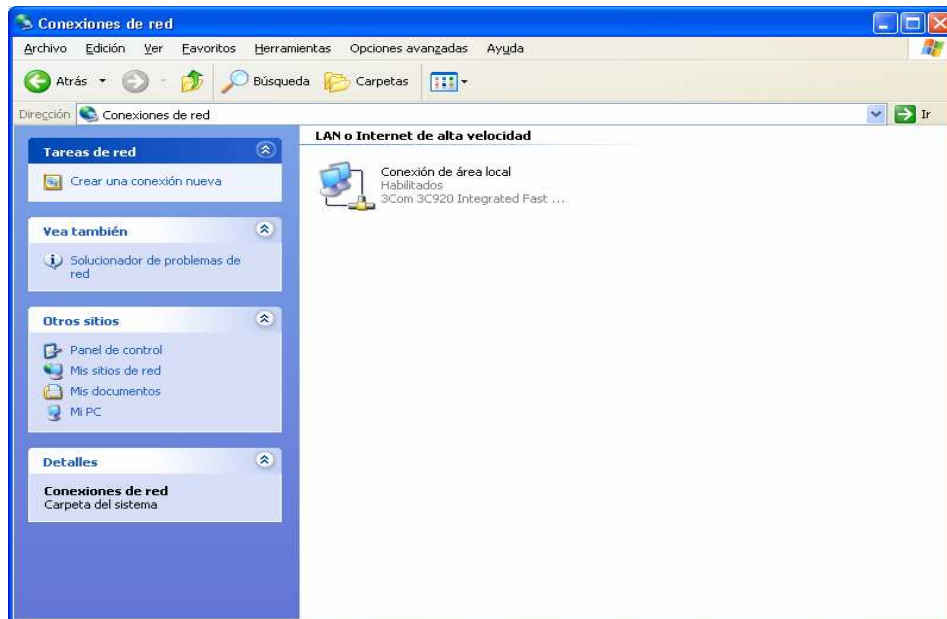 Conexiones de red
Archivo Edición Ver Favoritos Herramientas Opciones avanzadas Ayuda
Atrás Búsqueda Carpetas
Dirección Conexiones de red Ir
LAN o Internet de alta velocidad
Conexión de área local
Habilitados
3Com 3C920 Integrated Fast ...
Tareas de red
Crear una conexión nueva
Vea también
Solucionador de problemas de
red
Otros sitios
Panel de control
Mis sitios de red
Mis documentos
Mi PC
Detalles
Conexiones de red
Carpeta del sistema